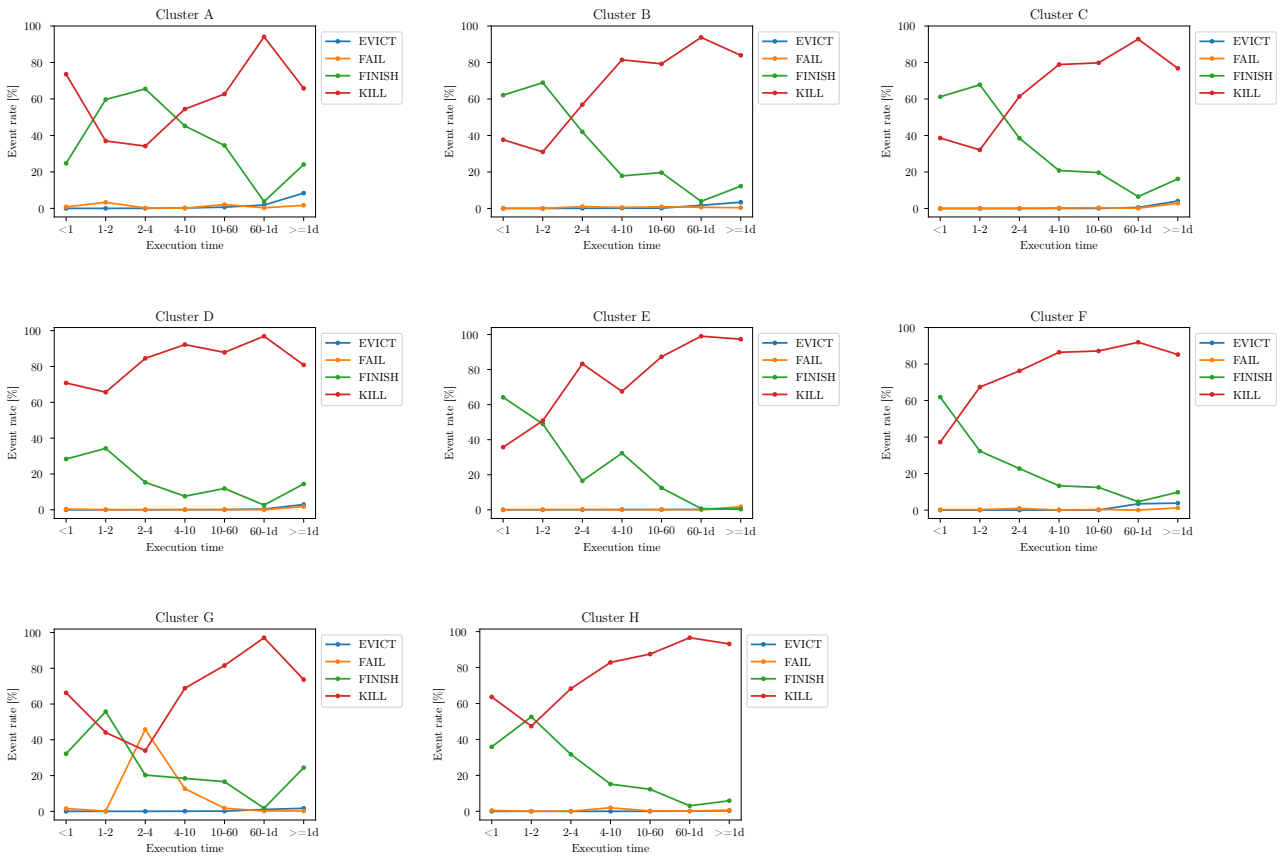 Cluster A
Event rate [%]
100
80
60
40
20
0
<1 1-2 2-4 4-10 10-60 60-1d >=1d
Execution time
EVICT
FAIL
FINISH
KILL
Cluster B
Event rate [%]
100
80
60
40
20
0
<1 1-2 2-4 4-10 10-60 60-1d >=1d
Execution time
EVICT
FAIL
FINISH
KILL
Cluster C
Event rate [%]
100
80
60
40
20
0
<1 1-2 2-4 4-10 10-60 60-1d >=1d
Execution time
EVICT
FAIL
FINISH
KILL
Cluster D
Event rate [%]
100
80
60
40
20
0
<1 1-2 2-4 4-10 10-60 60-1d >=1d
Execution time
EVICT
FAIL
FINISH
KILL
Cluster E
Event rate [%]
100
80
60
40
20
0
<1 1-2 2-4 4-10 10-60 60-1d >=1d
Execution time
EVICT
FAIL
FINISH
KILL
Cluster F
Event rate [%]
100
80
60
40
20
0
<1 1-2 2-4 4-10 10-60 60-1d >=1d
Execution time
EVICT
FAIL
FINISH
KILL
Cluster G
Event rate [%]
100
80
60
40
20
0
<1 1-2 2-4 4-10 10-60 60-1d >=1d
Execution time
EVICT
FAIL
FINISH
KILL
Cluster H
Event rate [%]
100
80
60
40
20
0
<1 1-2 2-4 4-10 10-60 60-1d >=1d
Execution time
EVICT
FAIL
FINISH
KILL